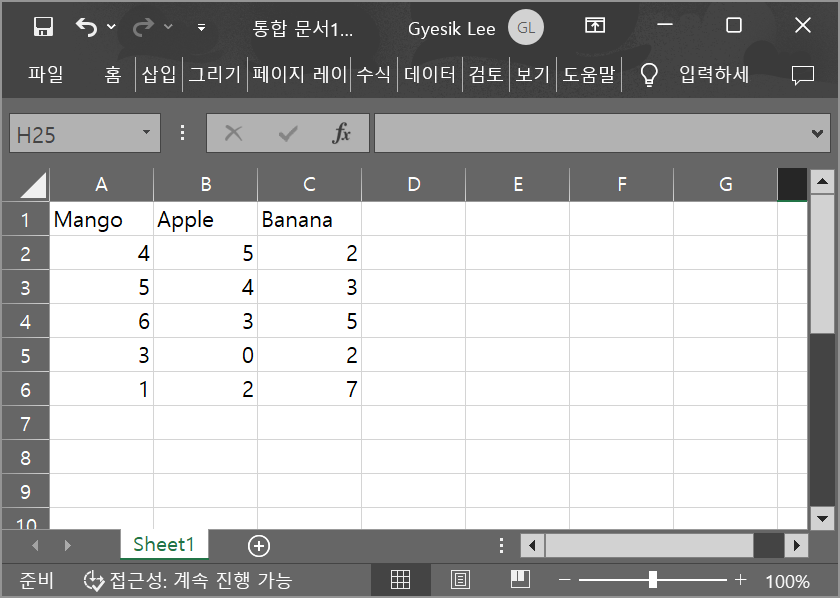 통합 문서1... Gyesik Lee GL
파일 홈 삽입 그리기 페이지 레이 수식 데이터 검토 보기 도움말 입력하세
H25 fx
A B C D E F G
1 Mango Apple Banana
2 4 5 2
3 5 4 3
4 6 3 5
5 3 0 2
6 1 2 7
7
8
9
10
Sheet1
준비 접근성: 계속 진행 가능 100%